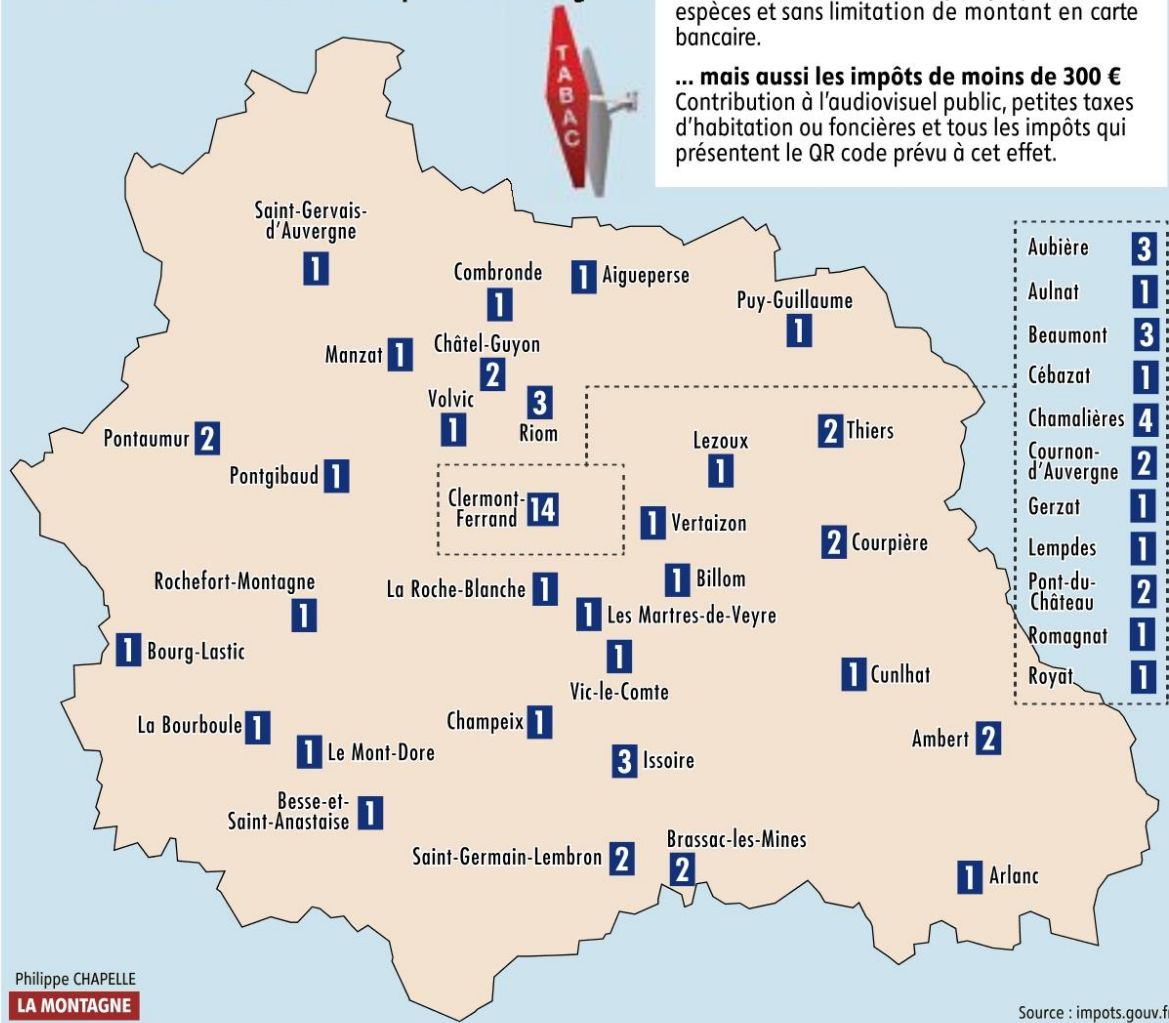 espèces et sans limitation de montant en carte
bancaire.
... mais aussi les impôts de moins de 300 €
Contribution à l'audiovisuel public, petites taxes
d'habitation ou foncières et tous les impôts qui
présentent le QR code prévu à cet effet.
TABAC
Saint-Gervais-
d'Auvergne
1
Combronde
1
1 Aigueperse
Puy-Guillaume
1
Manzat 1
Châtel-Guyon
2
Volvic
1
3
Riom
Pontaumur 2
Pontgibaud 1
Lezoux
1
2 Thiers
Clermont-
Ferrand 14
1 Vertaizon
2 Courpière
Rochefort-Montagne
1
La Roche-Blanche 1
1 Billom
1 Les Martres-de-Veyre
1 Bourg-Lastic
1
Vic-le-Comte
1 Cunlhat
La Bourboule 1
1 Le Mont-Dore
Champeix 1
3 Issoire
Ambert 2
Besse-et-
Saint-Anastaise 1
Saint-Germain-Lembron 2
Brassac-les-Mines
2
1 Arlanc
Aubière 3
Aulnat 1
Beaumont 3
Cébazat 1
Chamalières 4
Cournon-
d'Auvergne 2
Gerzat 1
Lempdes 1
Pont-du-
Château 2
Romagnat 1
Royat 1
Philippe CHAPELLE
LA MONTAGNE
Source : impots.gouv.fr